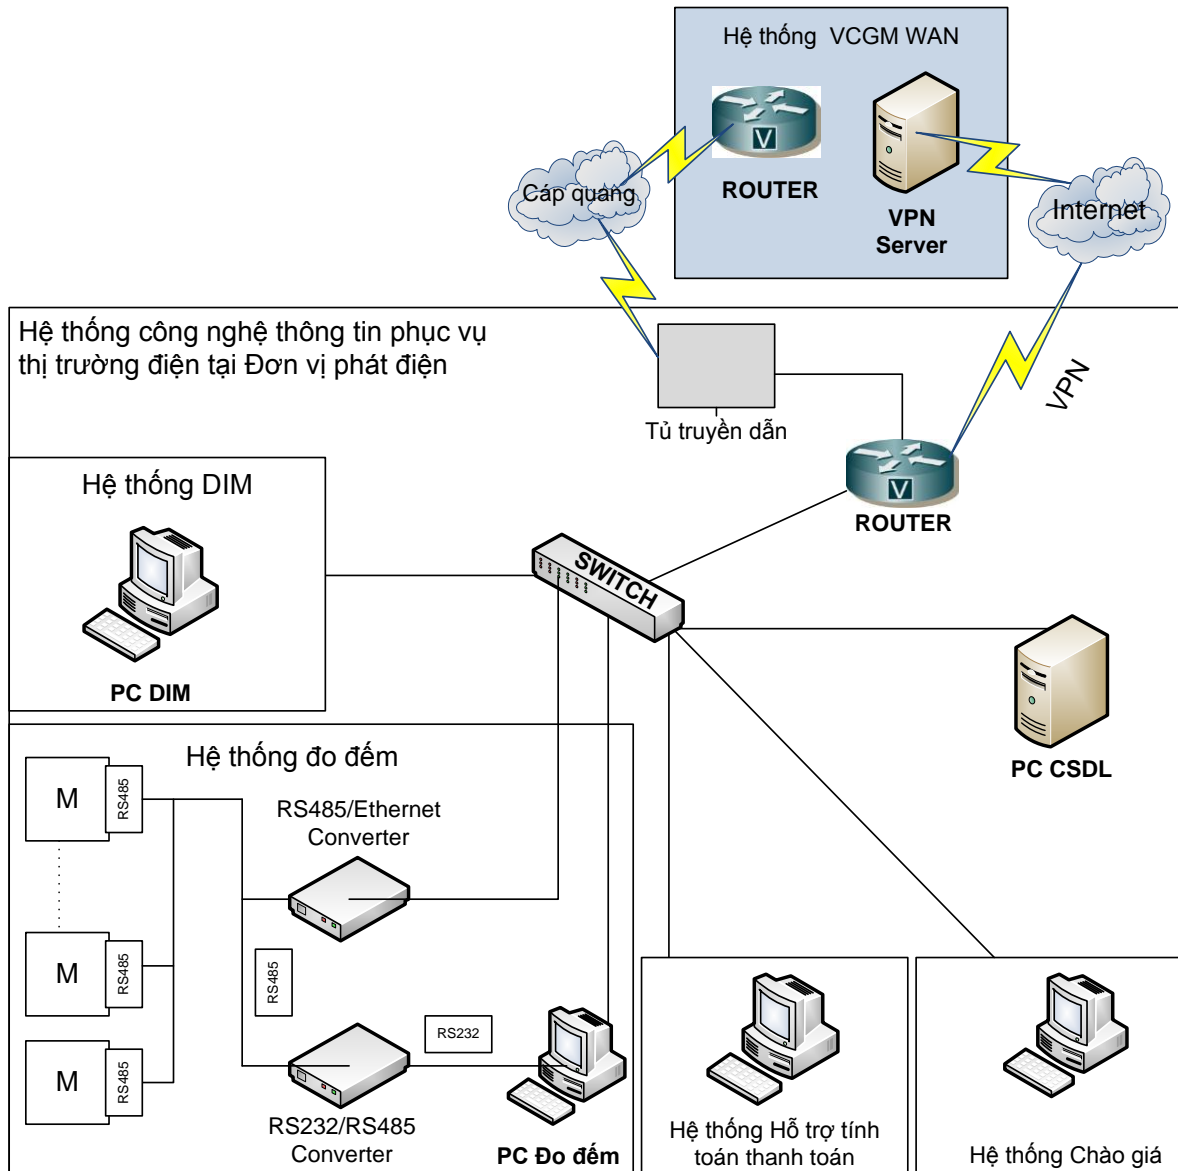 Hệ thống VCGM WAN
V
ROUTER
VPN
Server
Cáp quang
Internet
Hệ thống công nghệ thông tin phục vụ
thị trường điện tại Đơn vị phát điện
Tủ truyền dẫn
VPN
V
ROUTER
Hệ thống DIM
PC DIM
SWITCH
PC CSDL
Hệ thống đo đếm
M
RS485
RS485/Ethernet
Converter
M
RS485
RS485
M
RS485
RS232
RS232/RS485
Converter
PC Đo đếm
Hệ thống Hỗ trợ tính
toán thanh toán
Hệ thống Chào giá